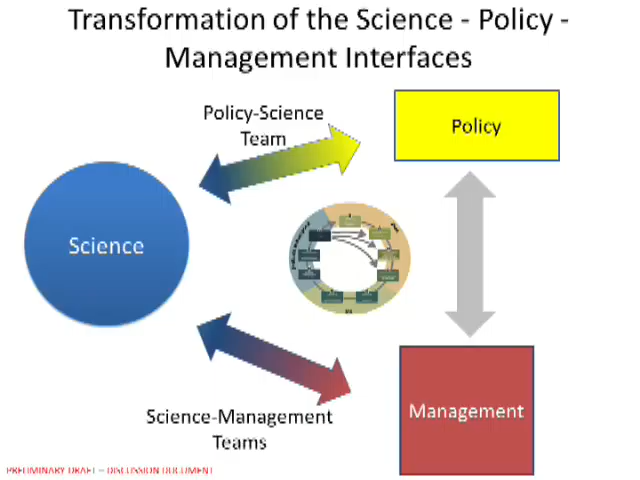 Transformation of the Science - Policy -
Management Interfaces
Policy-Science
Team
Policy
Science
Management
Science-Management
Teams
PRELIMINARY DRAFT – DISCUSSION DOCUMENT